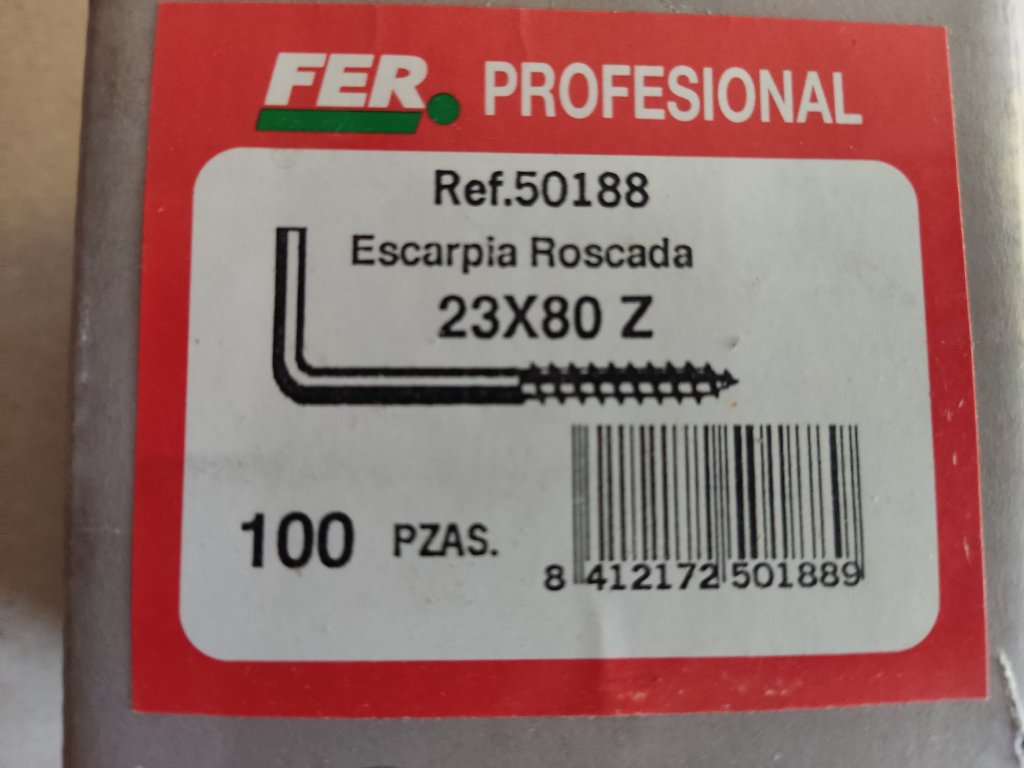 FER. PROFESIONAL
Ref.50188
Escarpia Roscada
23X80 Z
100 PZAS.
8 412172 501889